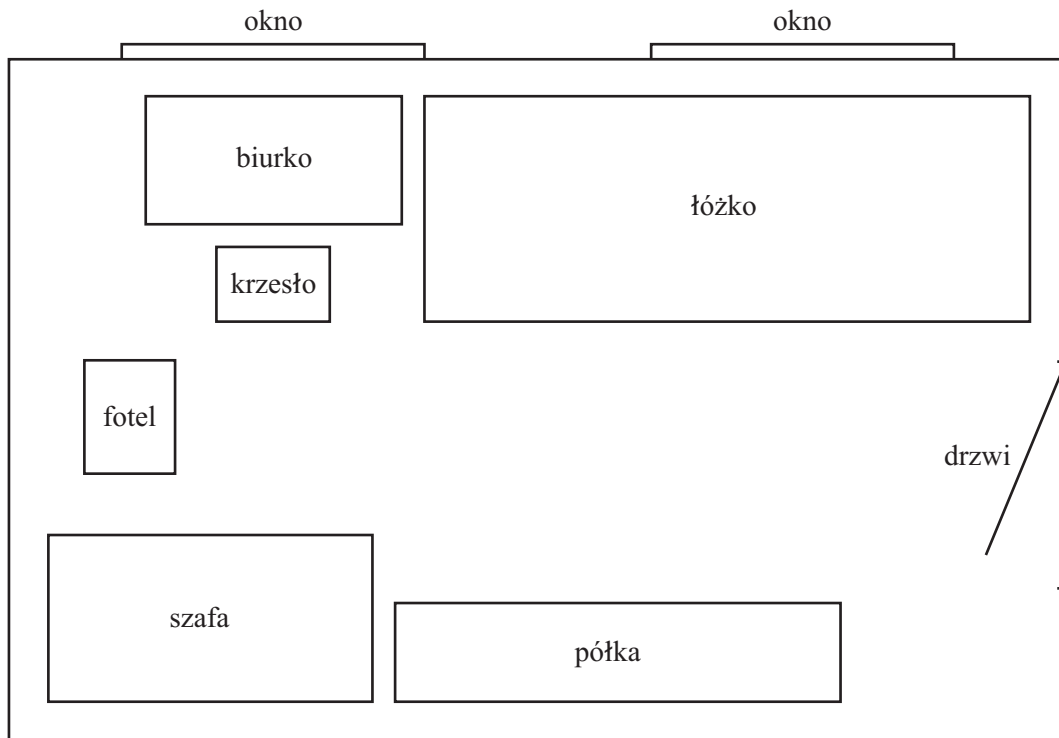 okno
okno
biurko
łóżko
krzesło
fotel
drzwi
szafa
półka